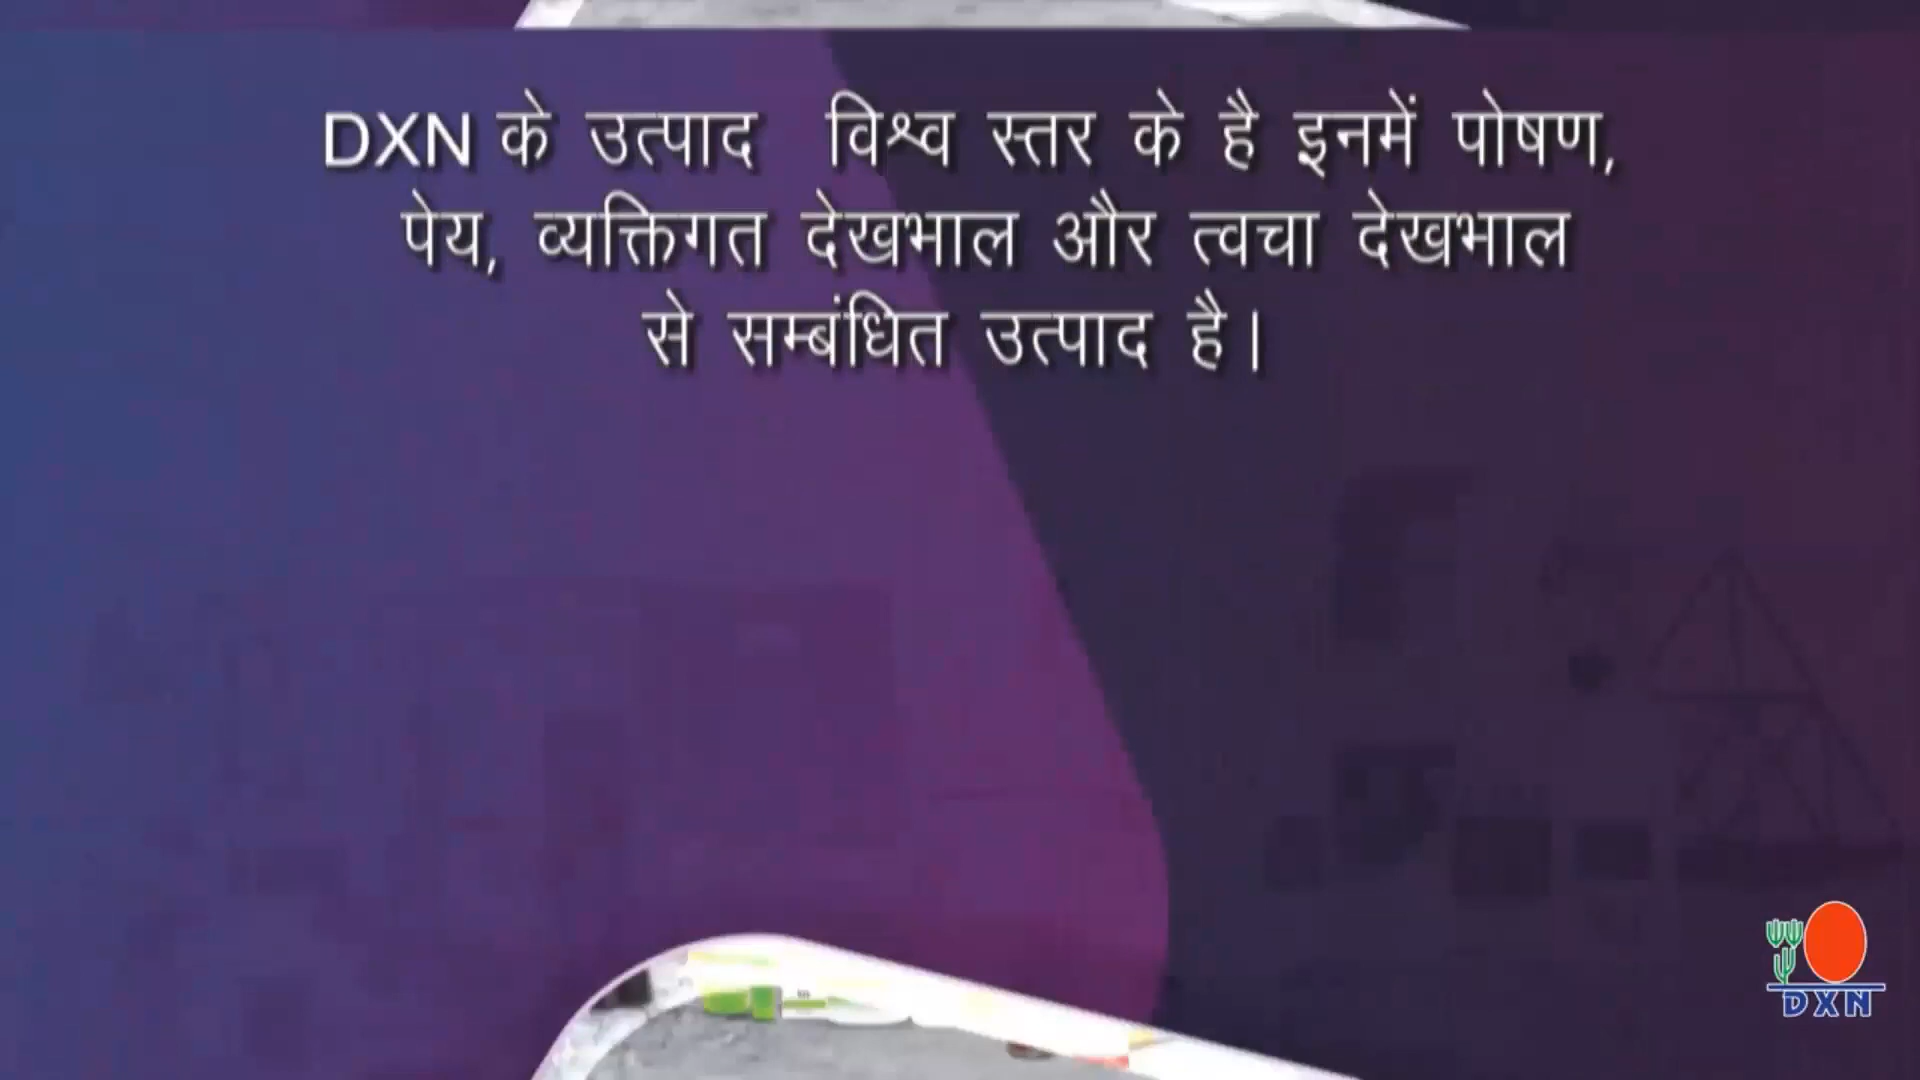 DXN के उत्पाद विश्व स्तर के है इनमें पोषण,
पेय, व्यक्तिगत देखभाल और त्वचा देखभाल
से सम्बंधित उत्पाद है।
DXN